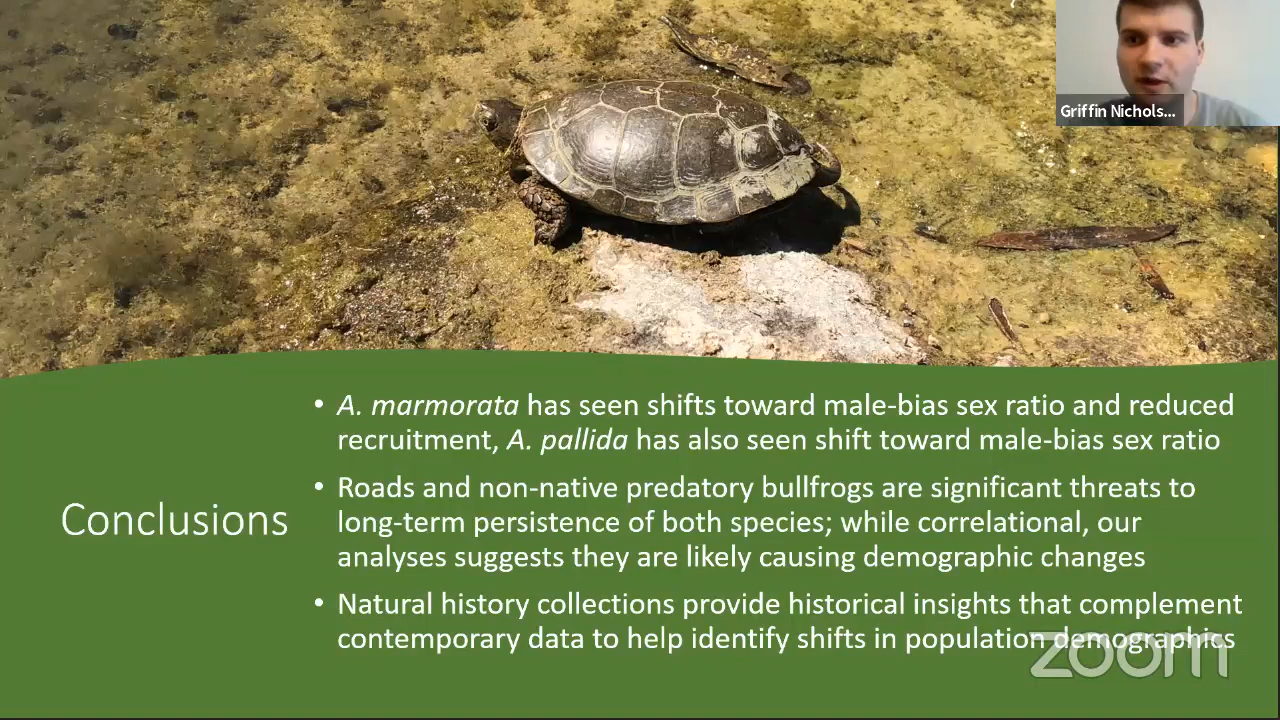 Griffin Nichols...
• A. marmorata has seen shifts toward male-bias sex ratio and reduced
recruitment, A. pallida has also seen shift toward male-bias sex ratio
• Roads and non-native predatory bullfrogs are significant threats to
Conclusions
long-term persistence of both species; while correlational, our
analyses suggests they are likely causing demographic changes
• Natural history collections provide historical insights that complement
contemporary data to help identify shifts in population demographics
zoom